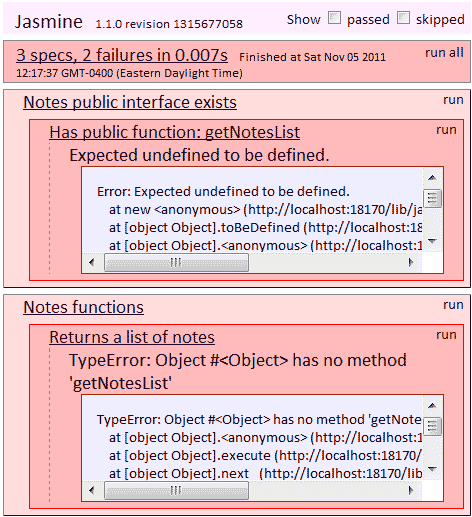 Jasmine 1.1.0 revision 1315677058 Show passed skipped
3 specs, 2 failures in 0.007s Finished at Sat Nov 05 2011 run all
12:17:37 GMT-0400 (Eastern Daylight Time)
Notes public interface exists run
Has public function: getNotesList run
Expected undefined to be defined.
Error: Expected undefined to be defined.
at new <anonymous> (http://localhost:18170/lib/ja
at [object Object].toBeDefined (http://localhost:18
at [object Object].<anonymous> (http://localhost:1
Notes functions run
Returns a list of notes run
TypeError: Object #<Object> has no method
'getNotesList'
TypeError: Object #<Object> has no method 'getNote
at [object Object].<anonymous> (http://localhost:1
at [object Object].execute (http://localhost:18170/
at [object Object].next (http://localhost:18170/lib